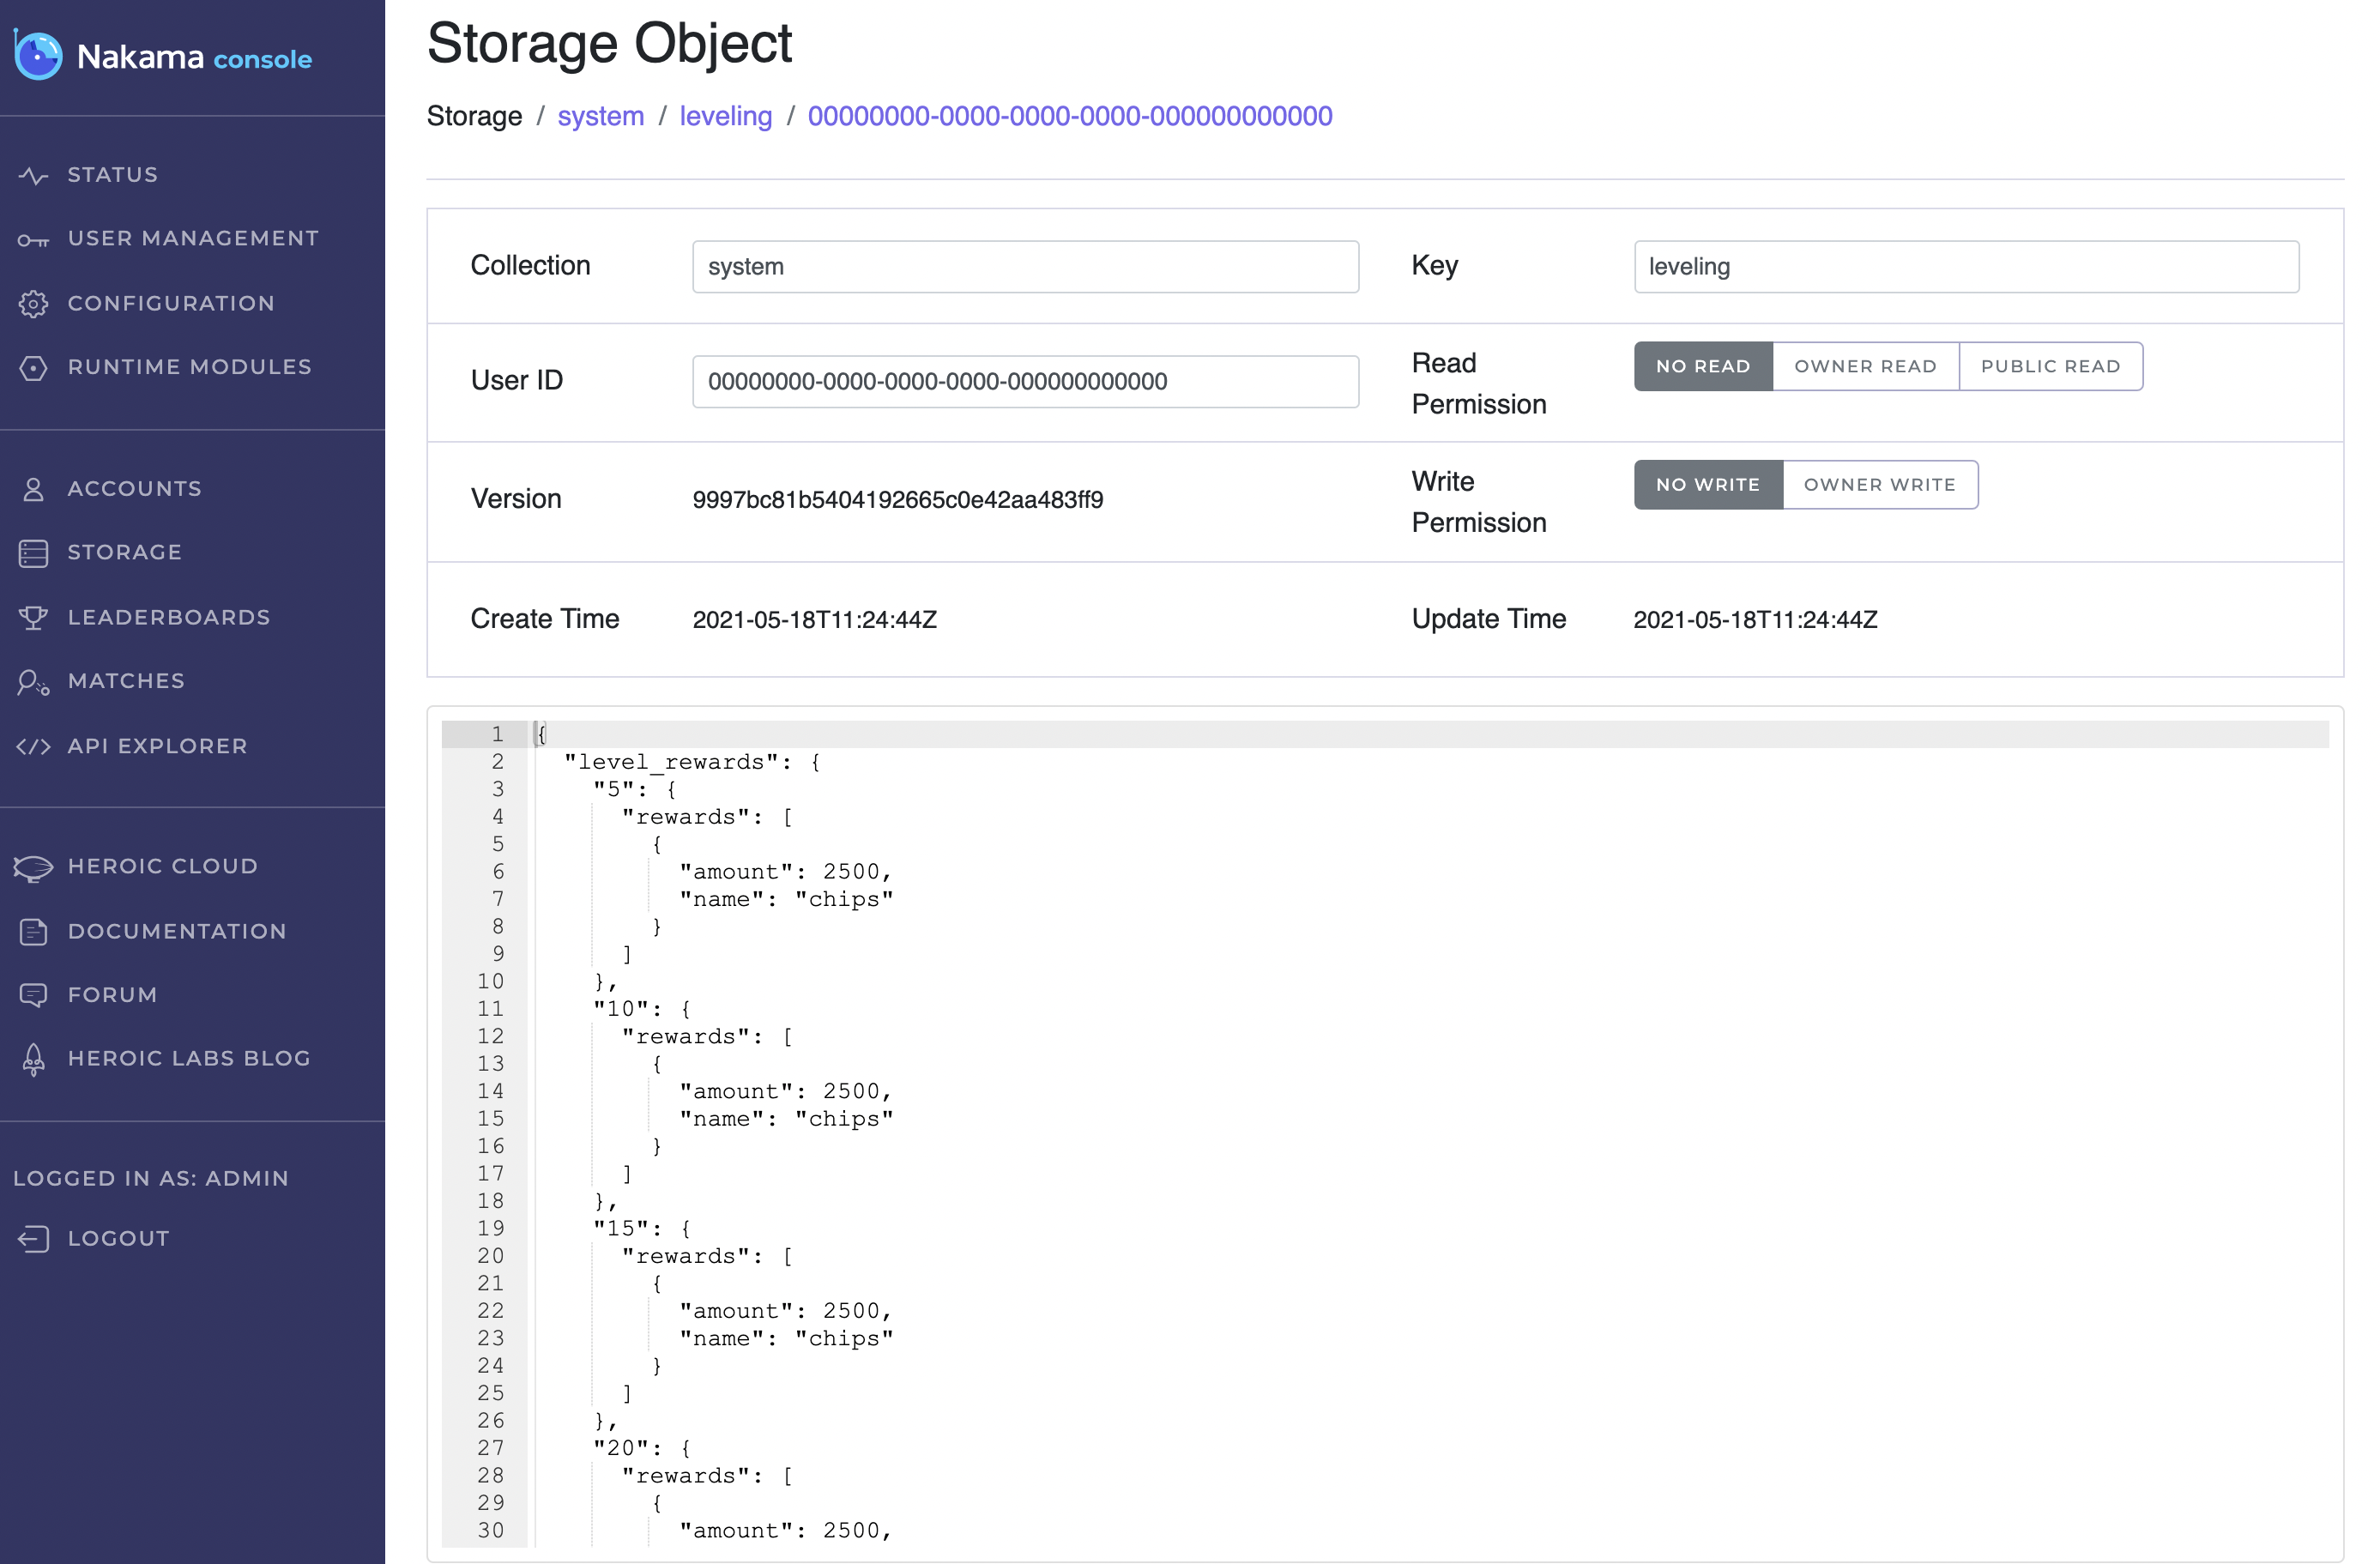 Nakama console
STATUS
USER MANAGEMENT
CONFIGURATION
RUNTIME MODULES
ACCOUNTS
STORAGE
LEADERBOARDS
MATCHES
API EXPLORER
HEROIC CLOUD
DOCUMENTATION
FORUM
HEROIC LABS BLOG
LOGGED IN AS: ADMIN
LOGOUT
Storage Object
Storage / system / leveling / 00000000-0000-0000-0000-000000000000
Collection system Key leveling
User ID 00000000-0000-0000-0000-000000000000 Read Permission NO READ OWNER READ PUBLIC READ
Version 9997bc81b5404192665c0e42aa483ff9 Write Permission NO WRITE OWNER WRITE
Create Time 2021-05-18T11:24:44Z Update Time 2021-05-18T11:24:44Z
1 {
2 "level_rewards": {
3 "5": {
4 "rewards": [
5 {
6 "amount": 2500,
7 "name": "chips"
8 }
9 ]
10 },
11 "10": {
12 "rewards": [
13 {
14 "amount": 2500,
15 "name": "chips"
16 }
17 ]
18 },
19 "15": {
20 "rewards": [
21 {
22 "amount": 2500,
23 "name": "chips"
24 }
25 ]
26 },
27 "20": {
28 "rewards": [
29 {
30 "amount": 2500,